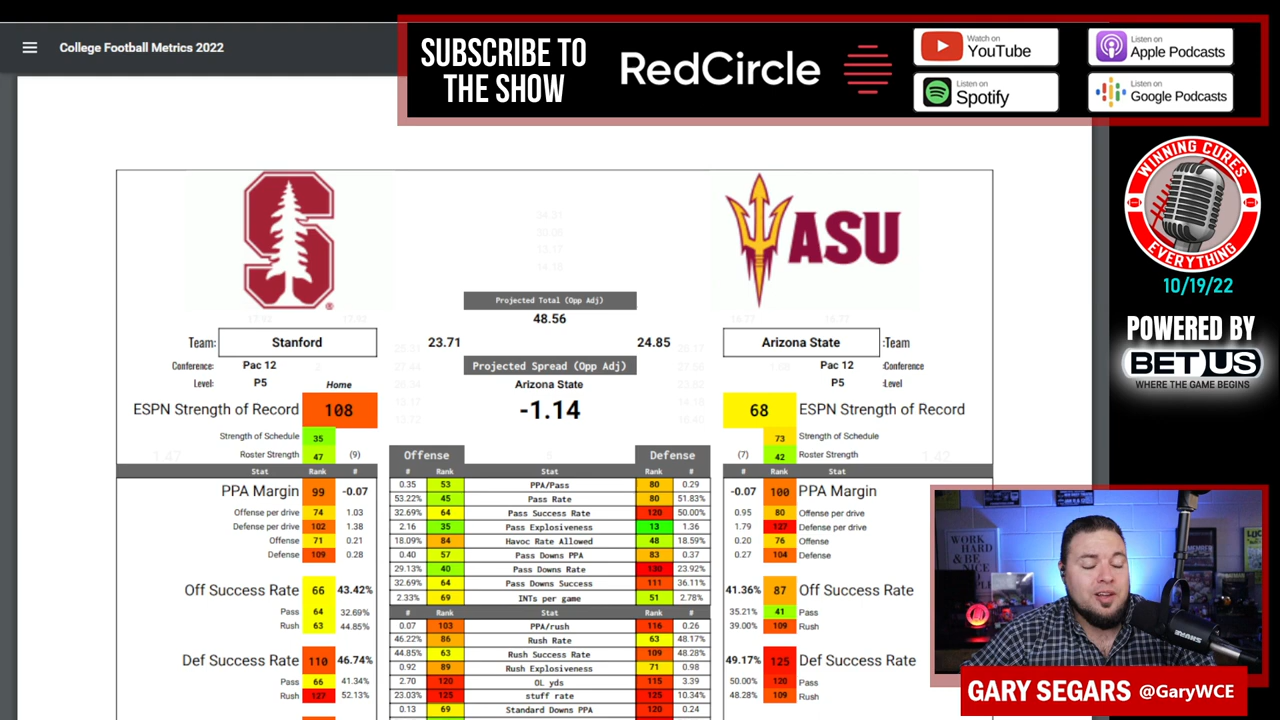 College Football Metrics 2022
SUBSCRIBE TO
THE SHOW
RedCircle
Watch on
YouTube
Listen on
Apple Podcasts
Listen on
Spotify
Listen on
Google Podcasts
WINNING CURES
EVERYTHING
10/19/22
POWERED BY
BETUS
WHERE THE GAME BEGINS
S
ASU
Projected Total (Opp Adj)
48.56
Team: Stanford 23.71 24.85 Arizona State :Team
Projected Spread (Opp Adj)
Conference: Pac 12 Pac 12 :Conference
Level: P5 Home Arizona State P5 :Level
ESPN Strength of Record 108 -1.14 68 ESPN Strength of Record
Strength of Schedule 35 73 Strength of Schedule
Roster Strength 47 (9) Offense Defense (7) 42 Roster Strength
Stat Rank # # Rank Stat Rank # # Rank Stat
PPA Margin 99 -0.07 -0.07 100 PPA Margin
Offense per drive 74 1.03 0.95 80 Offense per drive
Defense per drive 102 1.38 1.79 127 Defense per drive
Offense 71 0.21 0.20 76 Offense
Defense 109 0.28 0.27 104 Defense
Off Success Rate 66 43.42% 41.36% 87 Off Success Rate
Pass 64 32.69% 35.21% 41 Pass
Rush 63 44.85% 39.00% 109 Rush
Def Success Rate 110 46.74% 49.17% 125 Def Success Rate
Pass 66 41.34% 50.00% 120 Pass
Rush 127 52.13% 48.28% 109 Rush
0.35 53 PPA/Pass 80 0.29
53.22% 45 Pass Rate 80 51.83%
32.69% 64 Pass Success Rate 120 50.00%
2.16 35 Pass Explosiveness 13 1.36
18.09% 84 Havoc Rate Allowed 48 18.59%
0.40 57 Pass Downs PPA 83 0.37
29.13% 40 Pass Downs Rate 130 23.92%
32.69% 64 Pass Downs Success 111 36.11%
2.33% 69 INTs per game 51 2.78%
# Rank Stat Rank #
0.07 103 PPA/rush 116 0.26
46.22% 86 Rush Rate 63 48.17%
44.85% 63 Rush Success Rate 109 48.28%
0.92 89 Rush Explosiveness 71 0.98
2.70 120 OL yds 115 3.39
23.03% 125 stuff rate 125 10.34%
0.13 69 Standard Downs PPA 120 0.24
WORK
HARD
GARY SEGARS @GaryWCE